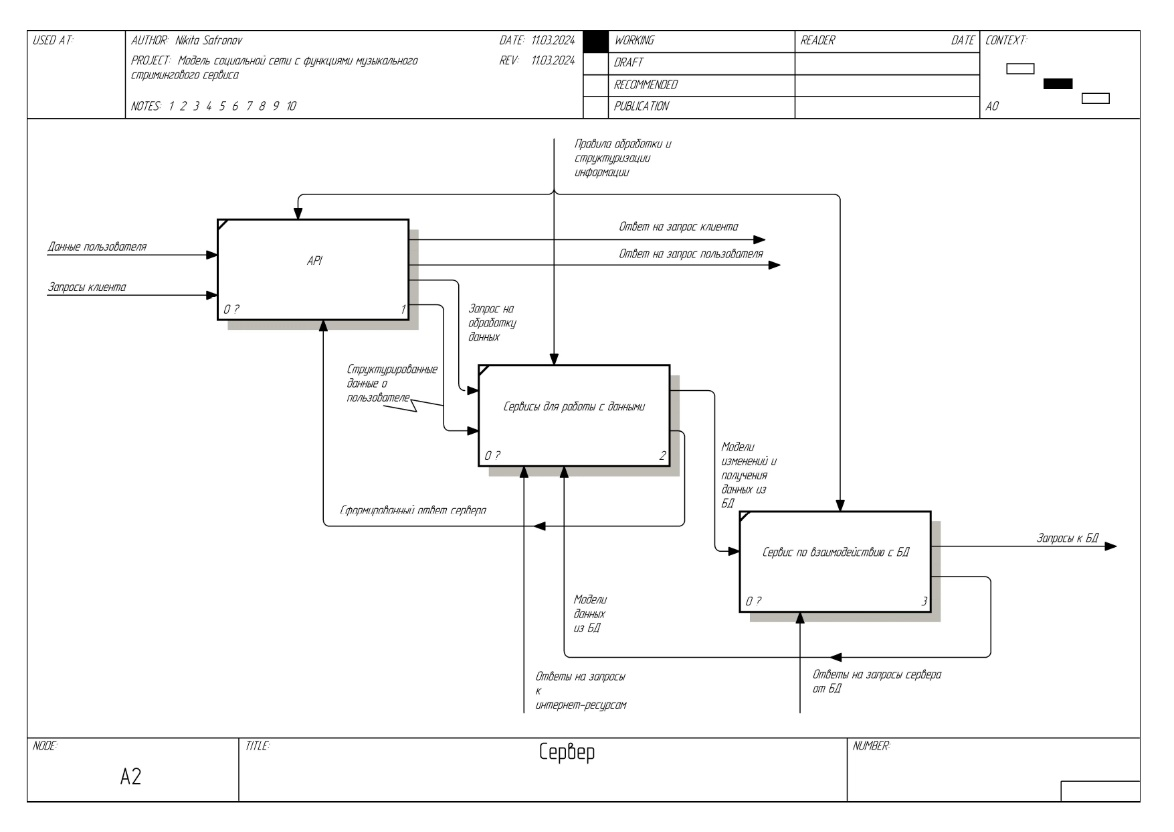 USED AT:
AUTHOR: Nikita Safronov
DATE: 11.03.2024
PROJECT: Модель социальной сети с функциями музыкального
стримингового сервиса
REV: 11.03.2024
NOTES: 1 2 3 4 5 6 7 8 9 10
WORKING
DRAFT
RECOMMENDED
PUBLICATION
READER
DATE
CONTEXT:
A0
Правила обработки и
структуризации
информации
Данные пользователя
Запросы клиента
API
0 ?
1
Ответ на запрос клиента
Ответ на запрос пользователя
Запрос на
обработку
данных
Структурированные
данные о
пользователе
Сервисы для работы с данными
0 ?
2
Модели
изменений и
получения
данных из
БД
Сформированный ответ сервера
Сервис по взаимодействию с БД
0 ?
3
Запросы к БД
Модели
данных
из БД
Ответы на запросы
к
интернет-ресурсам
Ответы на запросы сервера
от БД
NODE:
A2
TITLE:
Сервер
NUMBER: